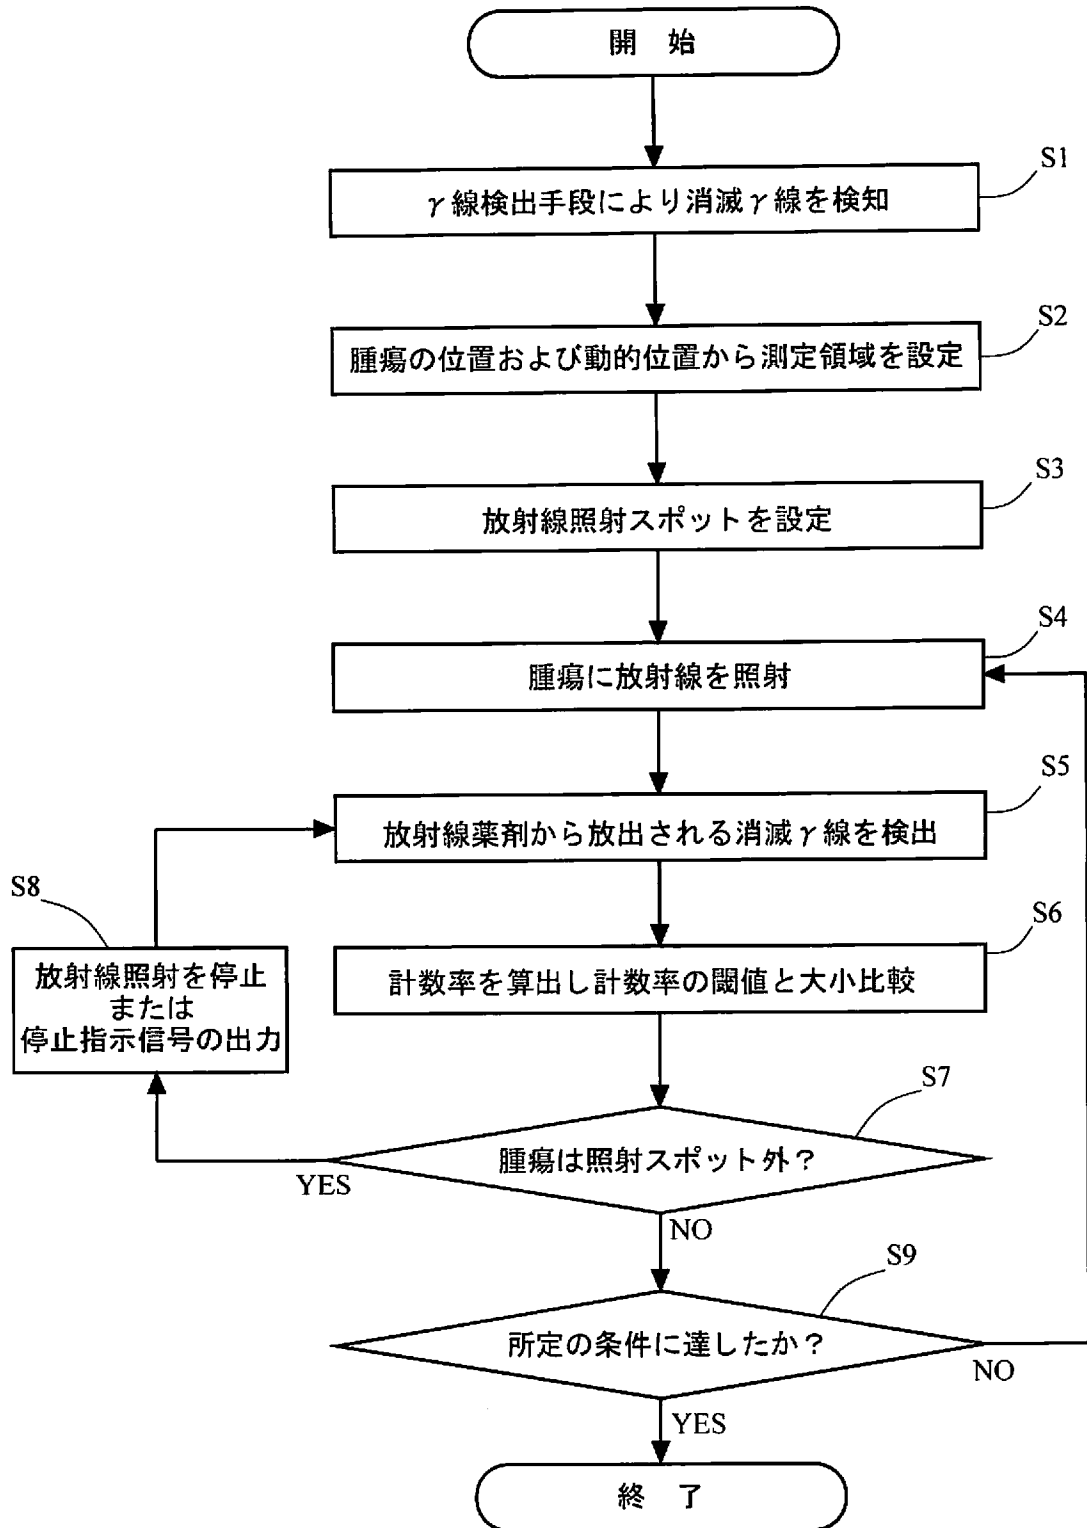 開 始
S1
γ線検出手段により消滅γ線を検知
S2
腫瘍の位置および動的位置から測定領域を設定
S3
放射線照射スポットを設定
S4
腫瘍に放射線を照射
S5
放射線薬剤から放出される消滅γ線を検出
S8
放射線照射を停止
または
停止指示信号の出力
S6
計数率を算出し計数率の閾値と大小比較
S7
腫瘍は照射スポット外？
YES
NO
S9
所定の条件に達したか？
NO
YES
終 了